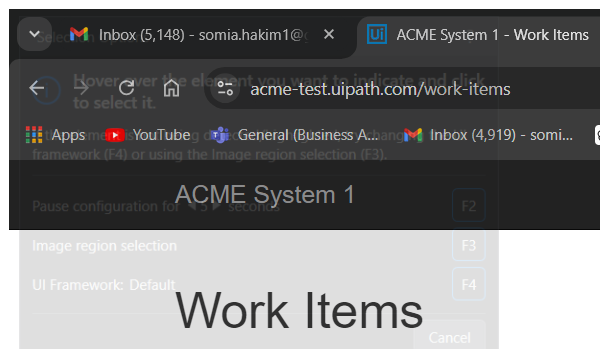 Inbox (5,148) - somia.hakim1@
ACME System 1 - Work Items
Hover over the element you want to indicate and click
to select it.
acme-test.uipath.com/work-items
Apps YouTube General (Business A... Inbox (4,919) - somi...
framework (F4) or using the Image region selection (F3).
ACME System 1
Pause configuration for 5 seconds F2
Image region selection F3
UI Framework: Default F4
Work Items
Cancel